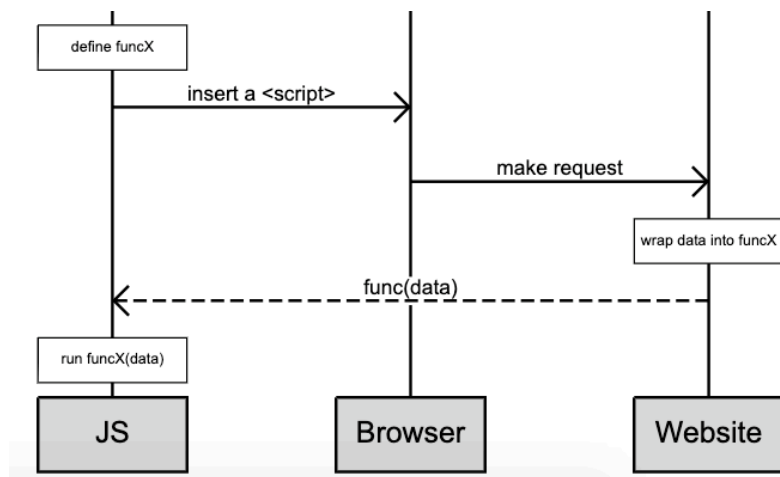 define funcX
insert a <script>
make request
wrap data into funcX
func(data)
run funcX(data)
JS
Browser
Website